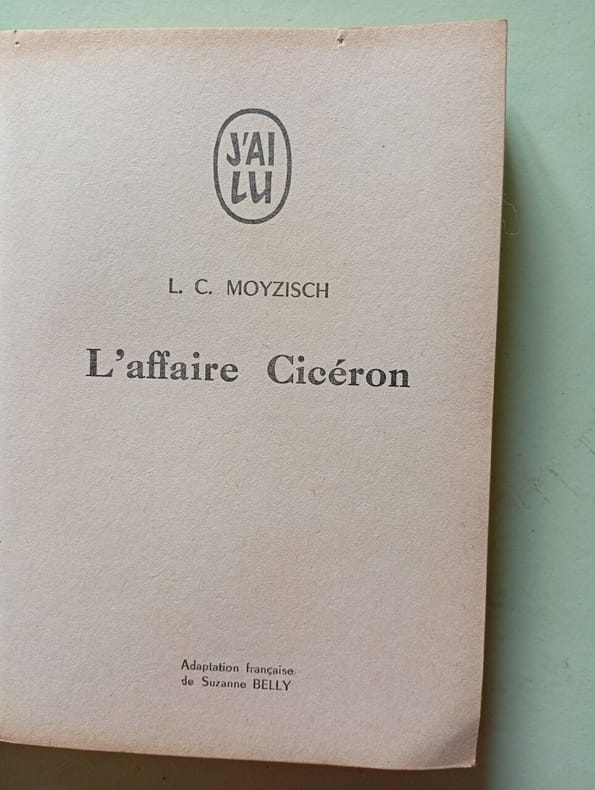 J'AI
LU
L. C. MOYZISCH
L'affaire Cicéron
Adaptation française
de Suzanne BELLY